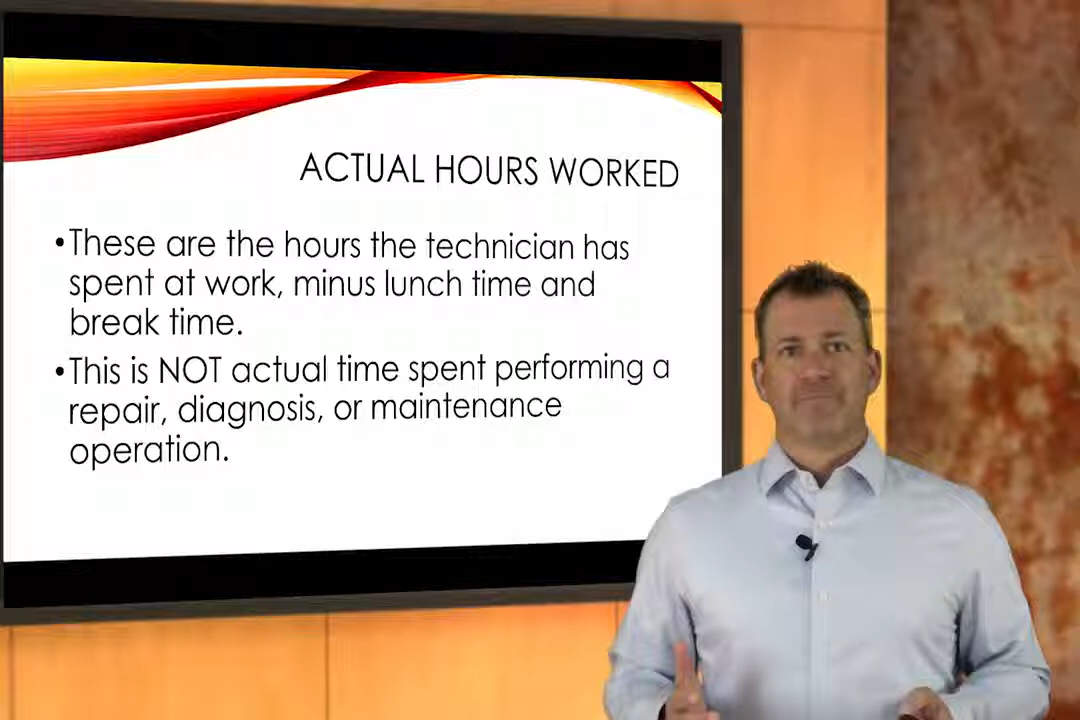 ACTUAL HOURS WORKED
•These are the hours the technician has
spent at work, minus lunch time and
break time.
•This is NOT actual time spent performing a
repair, diagnosis, or maintenance
operation.